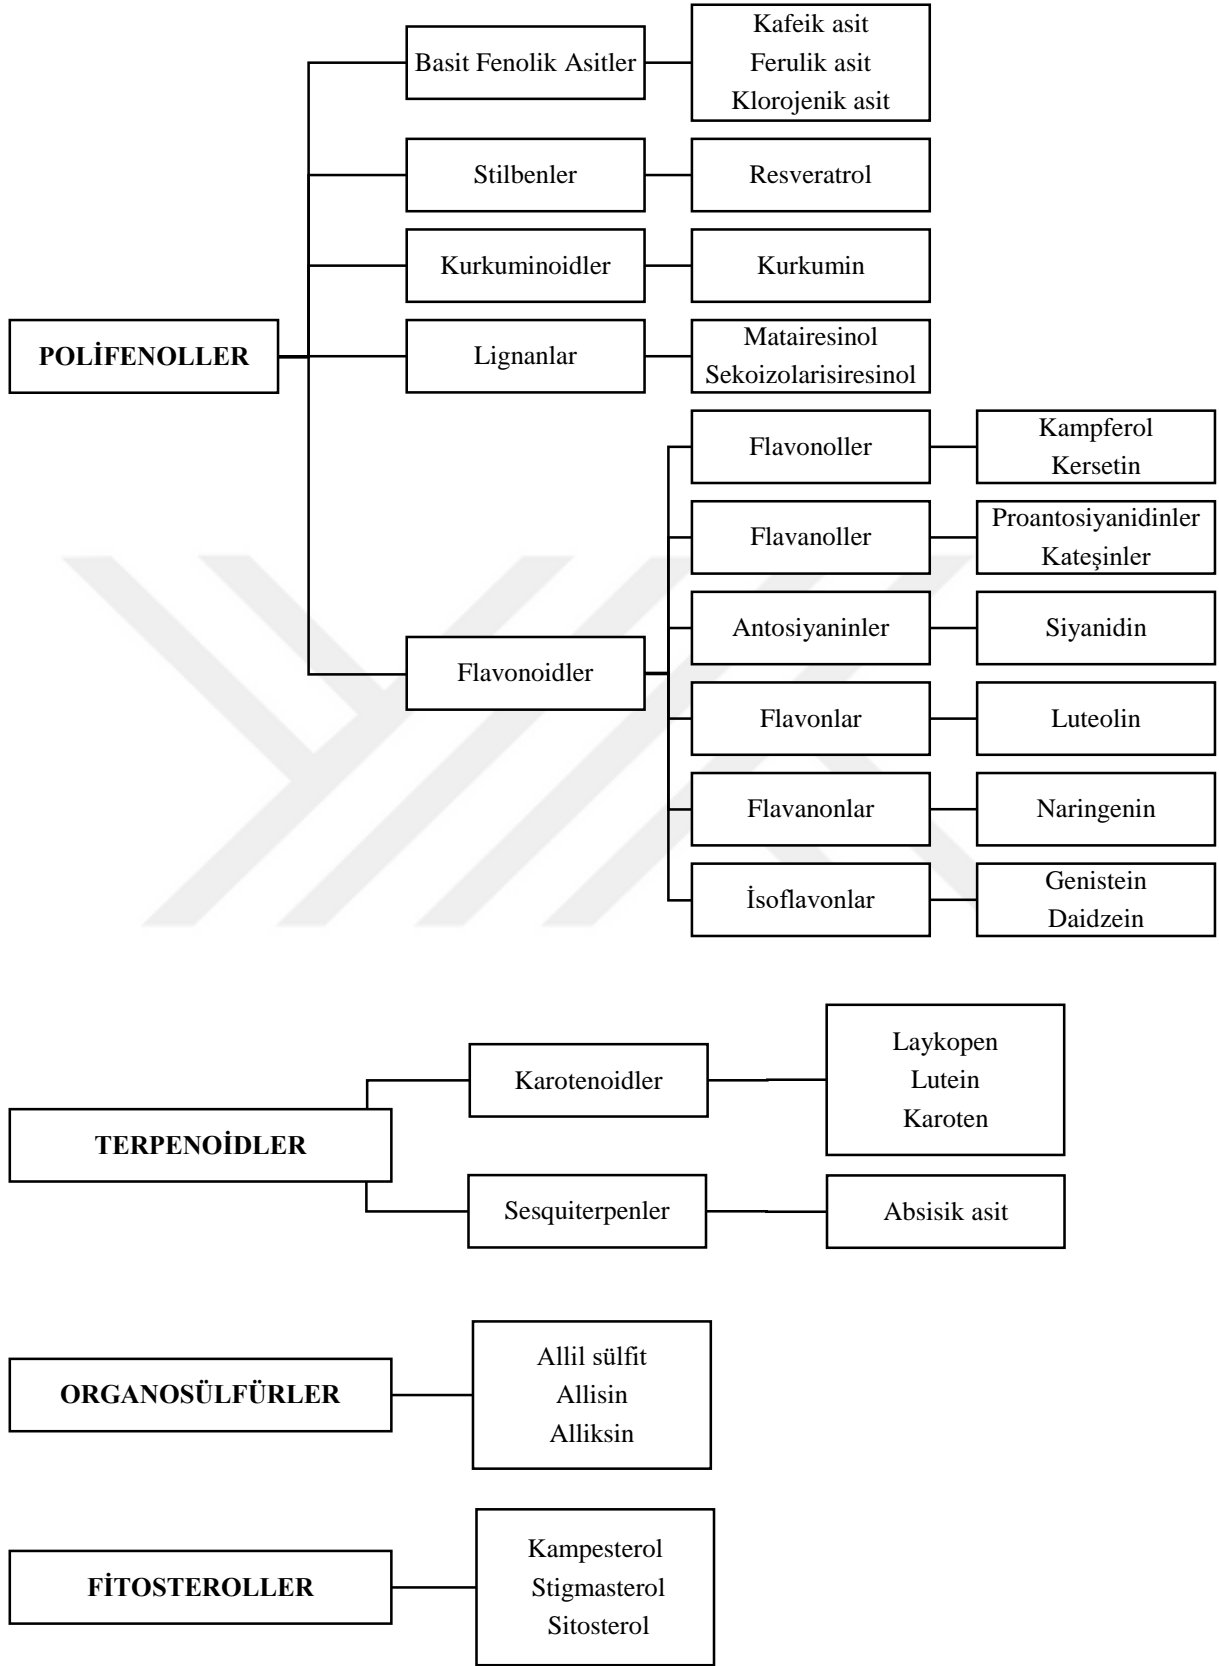 POLİFENOLLER
Basit Fenolik Asitler
Kafeik asit
Ferulik asit
Klorojenik asit
Stilbenler
Resveratrol
Kurkuminoidler
Kurkumin
Lignanlar
Matairesinol
Sekoizolarisiresinol
Flavonoidler
Flavonoller
Kampferol
Kersetin
Flavanoller
Proantosiyanidinler
Kateşinler
Antosiyaninler
Siyanidin
Flavonlar
Luteolin
Flavanonlar
Naringenin
İsoflavonlar
Genistein
Daidzein
TERPENOİDLER
Karotenoidler
Laykopen
Lutein
Karoten
Sesquiterpenler
Absisik asit
ORGANOSÜLFÜRLER
Allil sülfit
Allisin
Alliksin
FİTOSTEROLLER
Kampesterol
Stigmasterol
Sitosterol